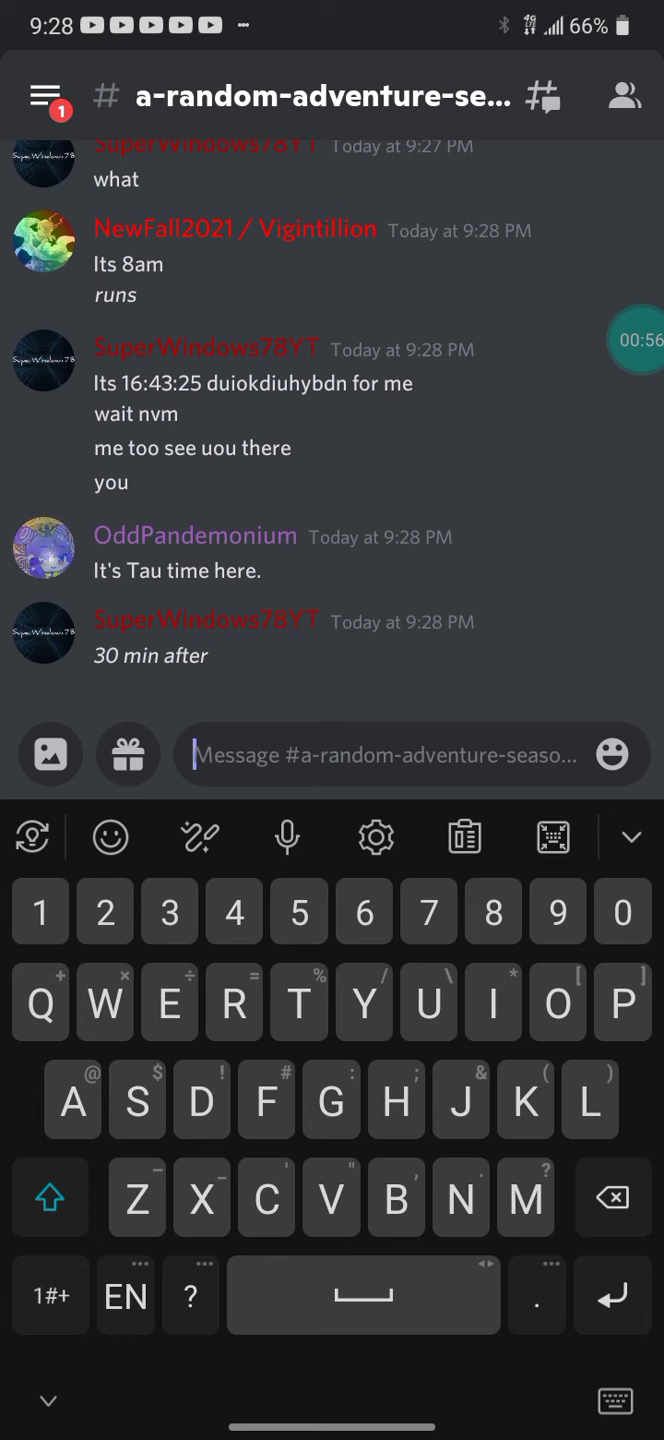 9:28 66%
1 # a-random-adventure-se...
SuperWindows78YT Today at 9:27 PM
what
NewFall2021 / Vigintillion Today at 9:28 PM
Its 8am
runs
00:56
SuperWindows78YT Today at 9:28 PM
Its 16:43:25 duiokdiuhybdn for me
wait nvm
me too see uou there
you
OddPandemonium Today at 9:28 PM
It's Tau time here.
SuperWindows78YT Today at 9:28 PM
30 min after
Message #a-random-adventure-seaso...
1 2 3 4 5 6 7 8 9 0
+ × ÷ = % / \ * [ ]
Q W E R T Y U I O P
@ $ ! # : ; & ( )
A S D F G H J K L
- _ ' " , . ?
Z X C V B N M
1#+ EN ? .